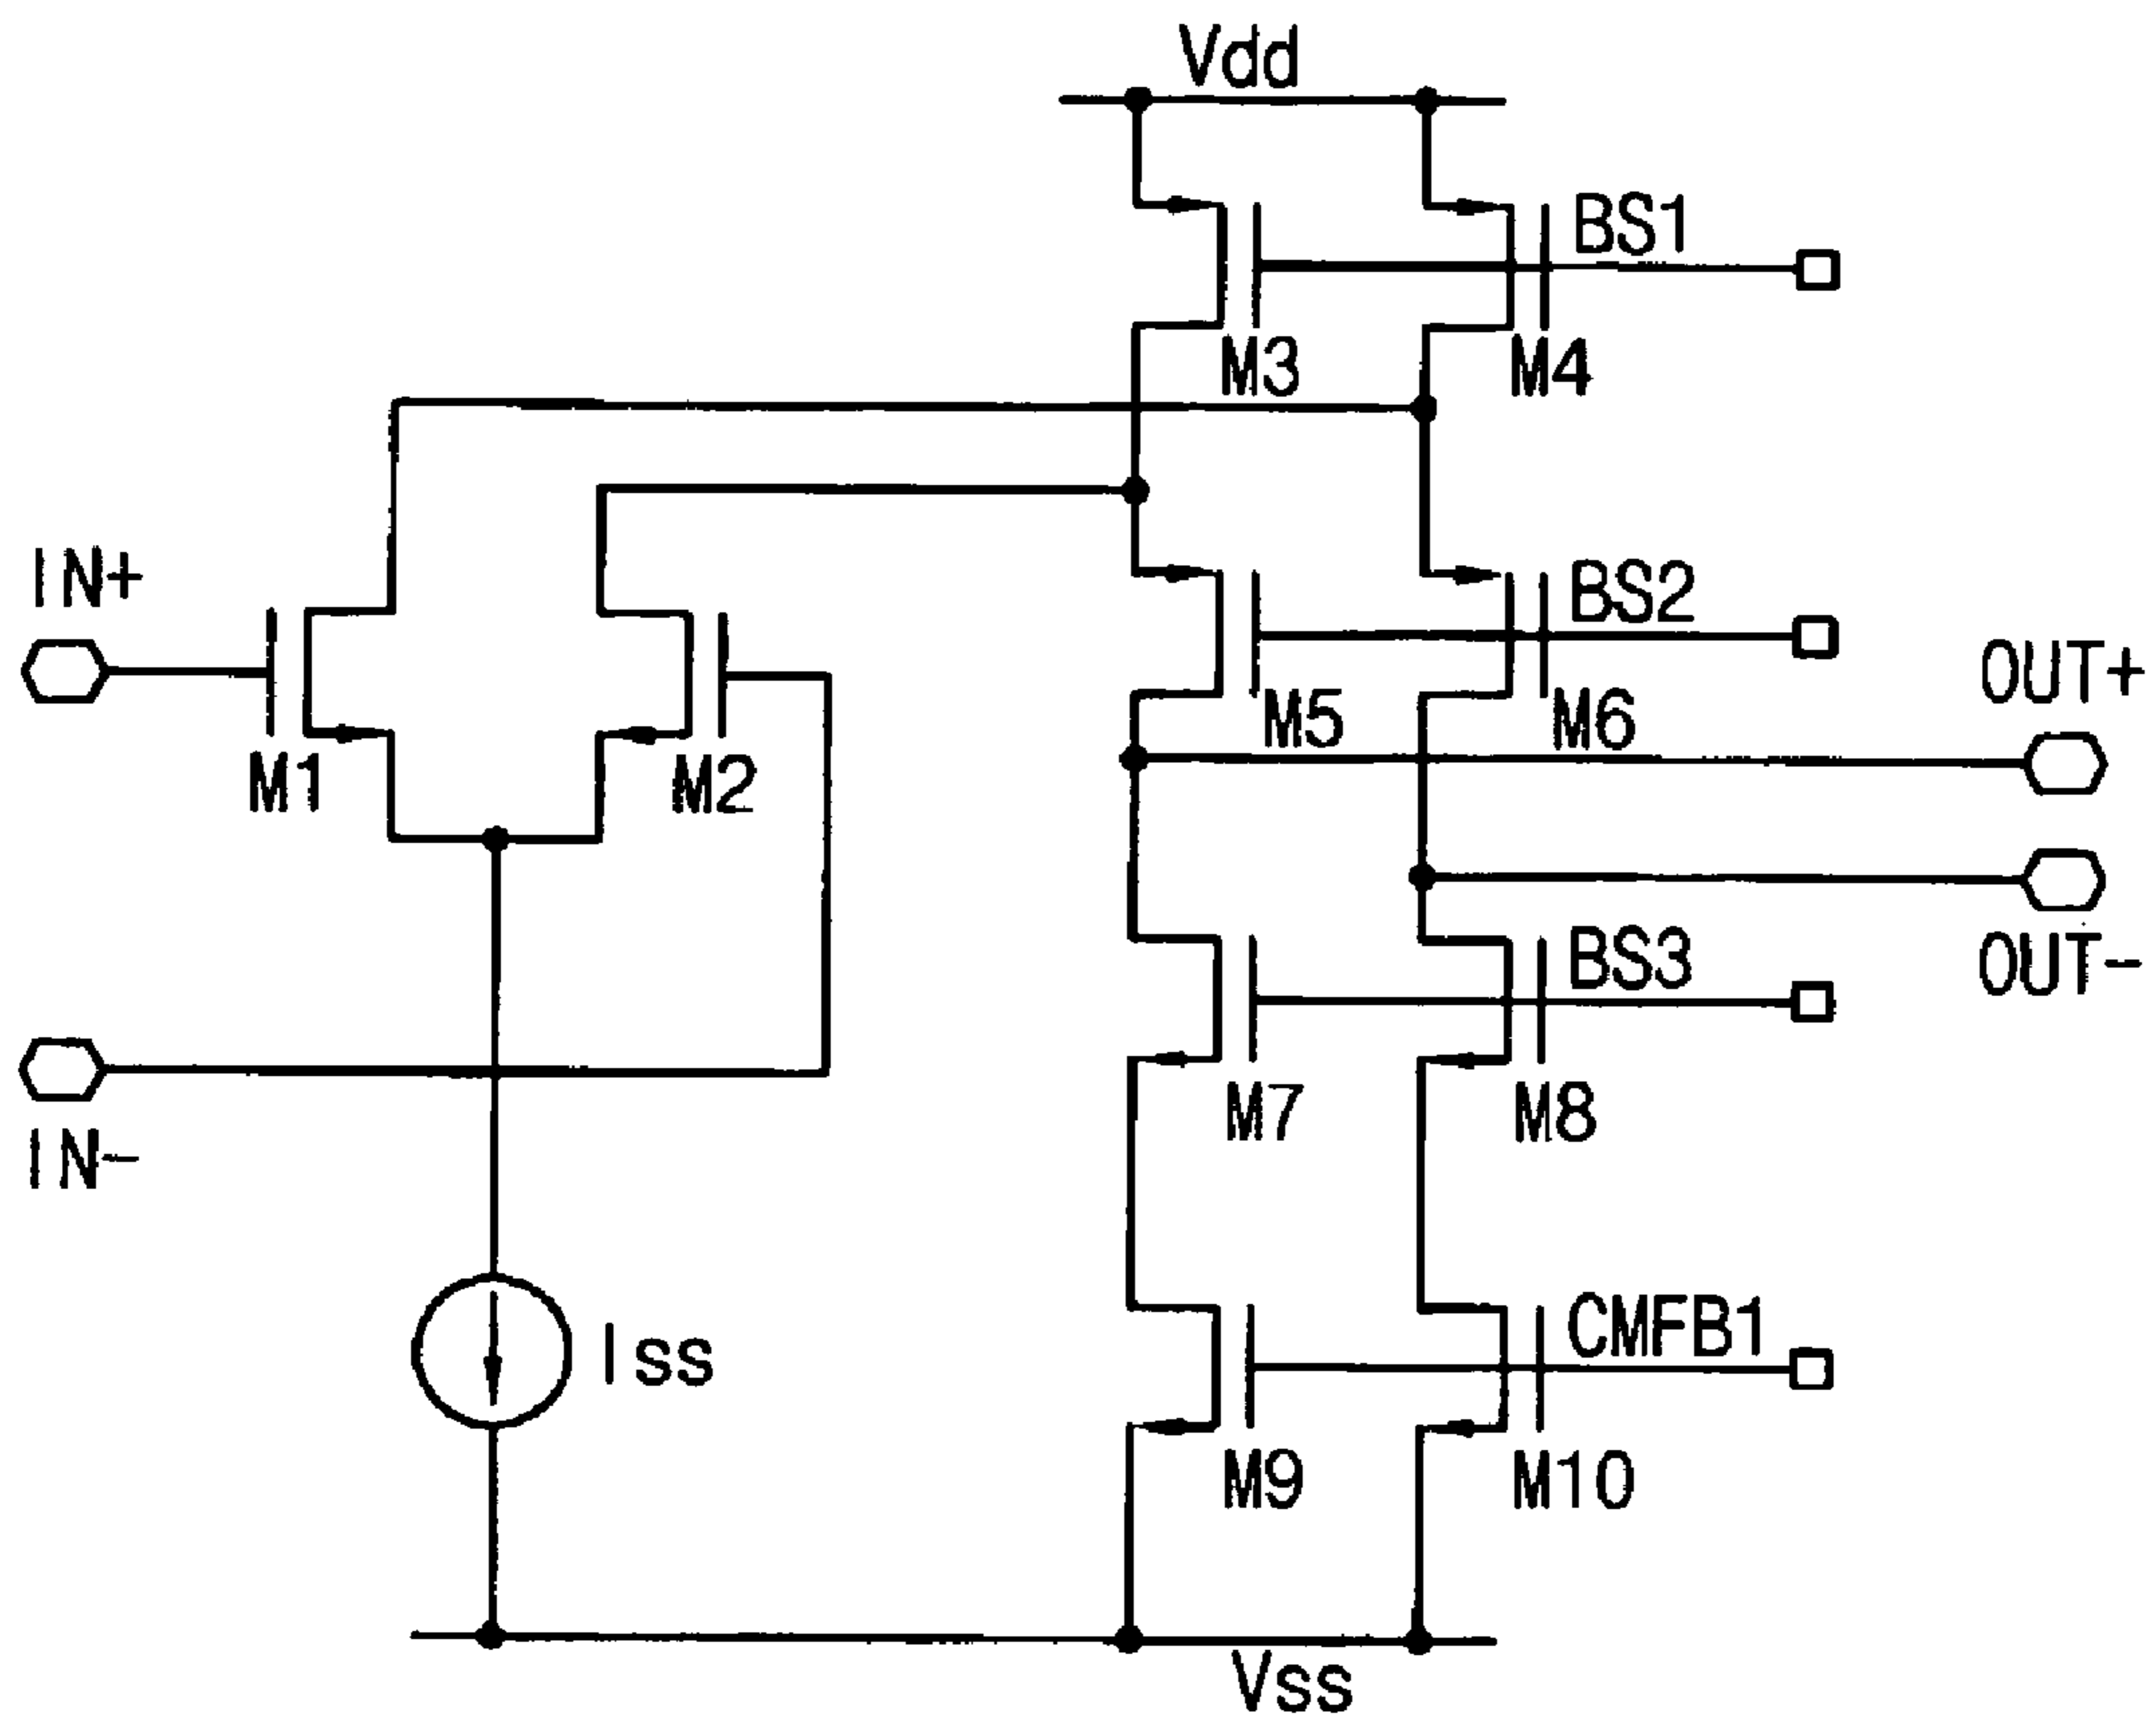 Vdd
BS1
M3
M4
IN+
BS2
OUT+
M5
M6
M1
M2
BS3
OUT-
M7
M8
IN-
CMFB1
Iss
M9
M10
Vss